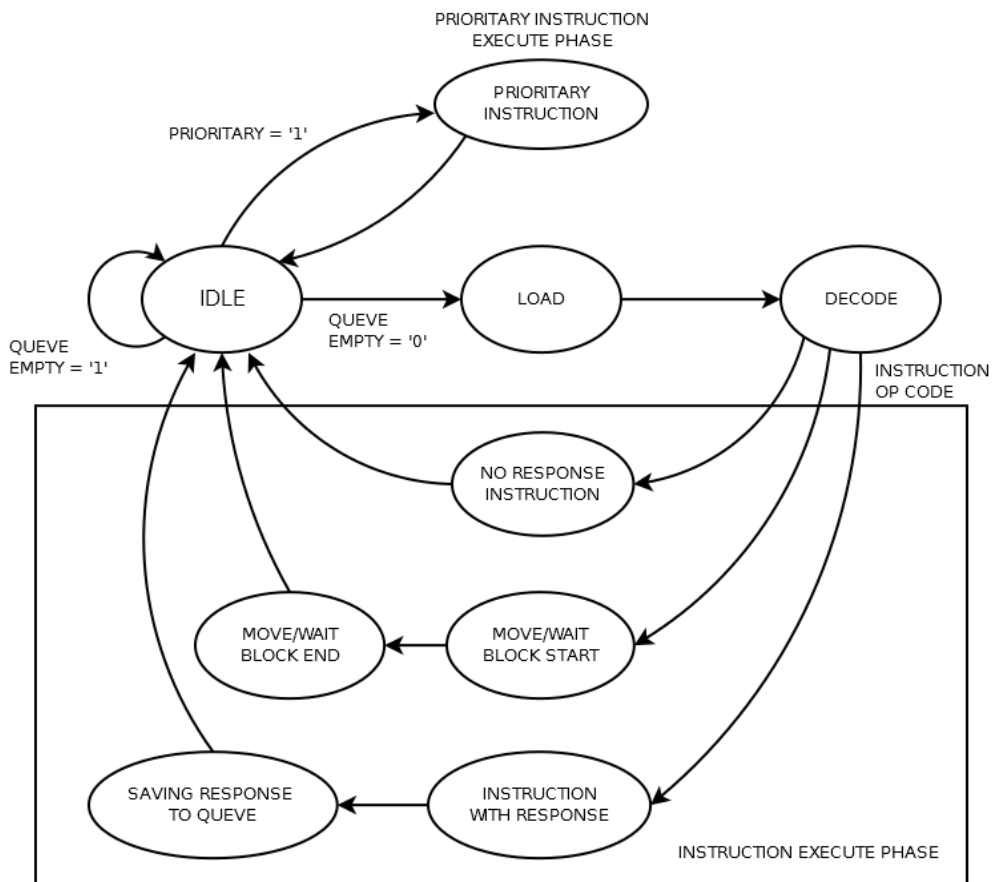 PRIORITARY INSTRUCTION
EXECUTE PHASE
PRIORITARY
INSTRUCTION
PRIORITARY = '1'
IDLE
LOAD
DECODE
QUEVE
EMPTY = '0'
QUEVE
EMPTY = '1'
INSTRUCTION
OP CODE
NO RESPONSE
INSTRUCTION
MOVE/WAIT
BLOCK END
MOVE/WAIT
BLOCK START
SAVING RESPONSE
TO QUEVE
INSTRUCTION
WITH RESPONSE
INSTRUCTION EXECUTE PHASE